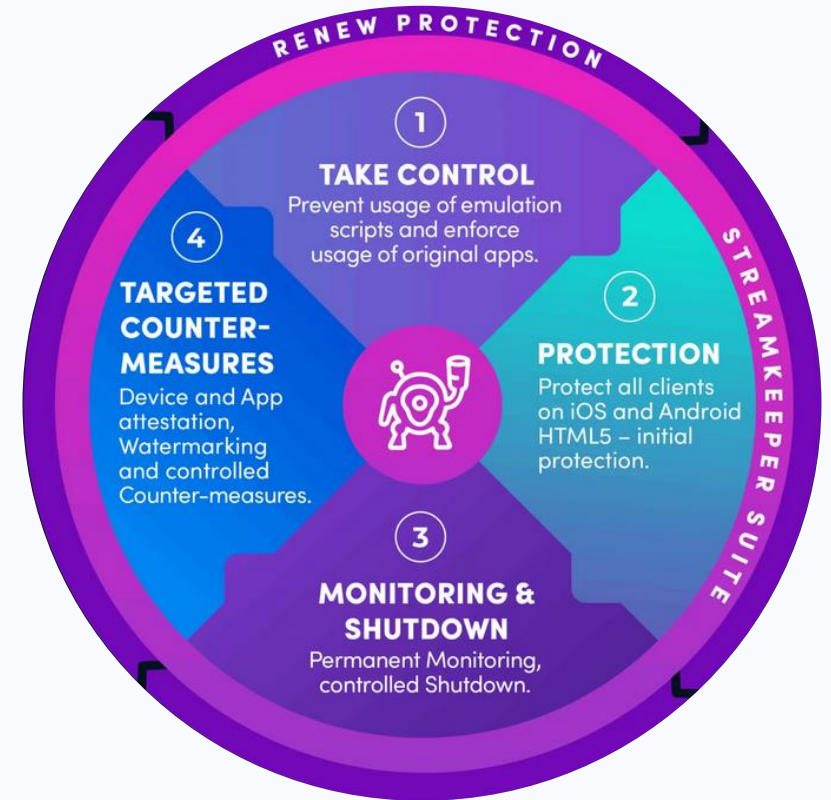 RENEW PROTECTION
STREAMKEEPER SUITE
1
TAKE CONTROL
Prevent usage of emulation
scripts and enforce
usage of original apps.
2
PROTECTION
Protect all clients
on iOS and Android
HTML5 – initial
protection.
3
MONITORING &
SHUTDOWN
Permanent Monitoring,
controlled Shutdown.
4
TARGETED
COUNTER-
MEASURES
Device and App
attestation,
Watermarking
and controlled
Counter-measures.